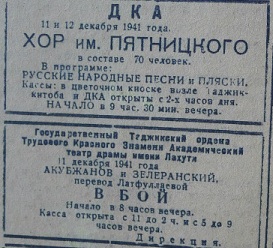 ДКА
11 и 12 декабря 1941 года.
ХОР им. ПЯТНИЦКОГО
в составе 70 человек.
В программе:
РУССКИЕ НАРОДНЫЕ ПЕСНИ и ПЛЯСКИ.
Кассы: в цветочном киоске возле Таджик-
китоба и ДКА открыты с 2-х часов дня.
НАЧАЛО в 9 час. 30 мин. вечера.
Государственный Таджикский ордена
Трудового Красного Знамени Академический
театр драмы имени Лахути
11 декабря 1941 года
АКУБЖАНОВ и ЗЕЛЕРАНСКИЙ,
перевод Латфуллаевой
В БОЙ
Начало в 8 часов вечера.
Касса открыта с 11 до 2 ч. и с 5 до 9
часов вечера.
Дирекция.